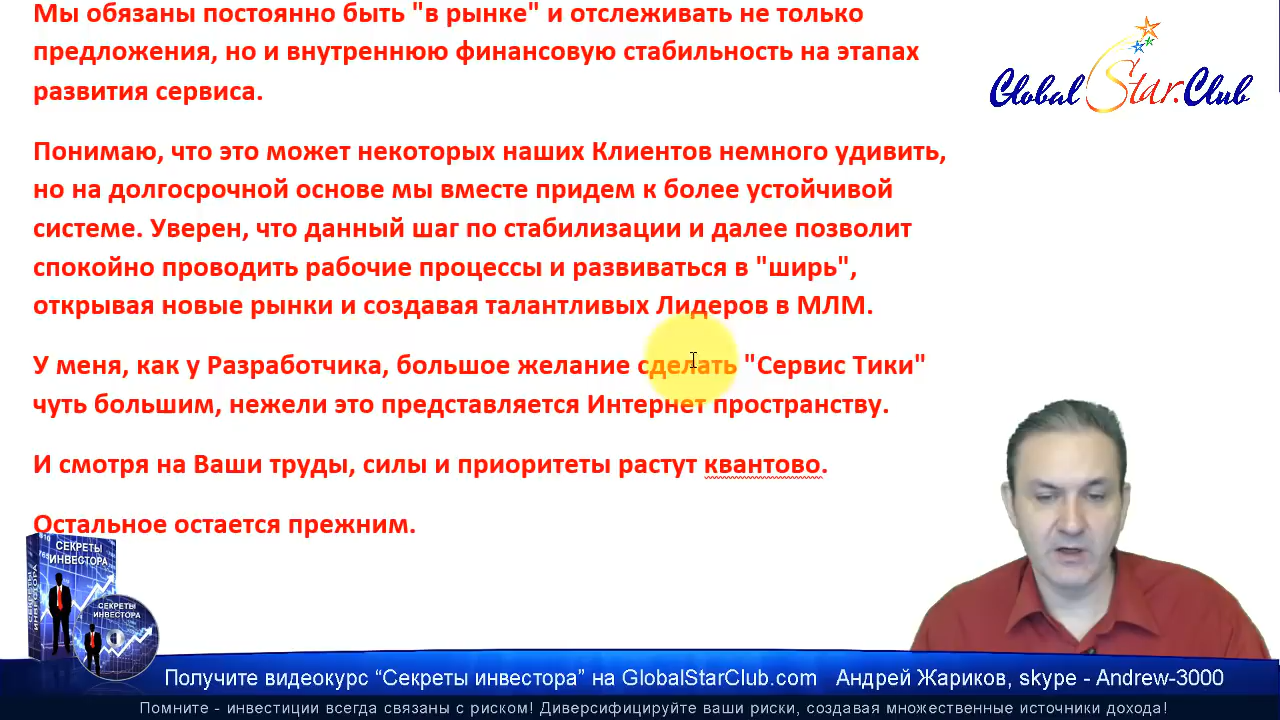 Мы обязаны постоянно быть "в рынке" и отслеживать не только
предложения, но и внутреннюю финансовую стабильность на этапах
развития сервиса.
Global Star.Club
Понимаю, что это может некоторых наших Клиентов немного удивить,
но на долгосрочной основе мы вместе придем к более устойчивой
системе. Уверен, что данный шаг по стабилизации и далее позволит
спокойно проводить рабочие процессы и развиваться в "ширь",
открывая новые рынки и создавая талантливых Лидеров в МЛМ.
У меня, как у Разработчика, большое желание сделать "Сервис Тики"
чуть большим, нежели это представляется Интернет пространству.
И смотря на Ваши труды, силы и приоритеты растут квантово.
Остальное остается прежним.
СЕКРЕТЫ
ИНВЕСТОРА
СЕКРЕТЫ ИНВЕСТОРА
СЕКРЕТЫ
ИНВЕСТОРА
Получите видеокурс “Секреты инвестора” на GlobalStarClub.com Андрей Жариков, skype - Andrew-3000
Помните - инвестиции всегда связаны с риском! Диверсифицируйте ваши риски, создавая множественные источники дохода!